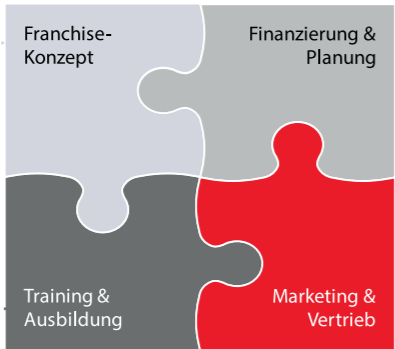 Franchise-
Konzept
Finanzierung &
Planung
Training &
Ausbildung
Marketing &
Vertrieb